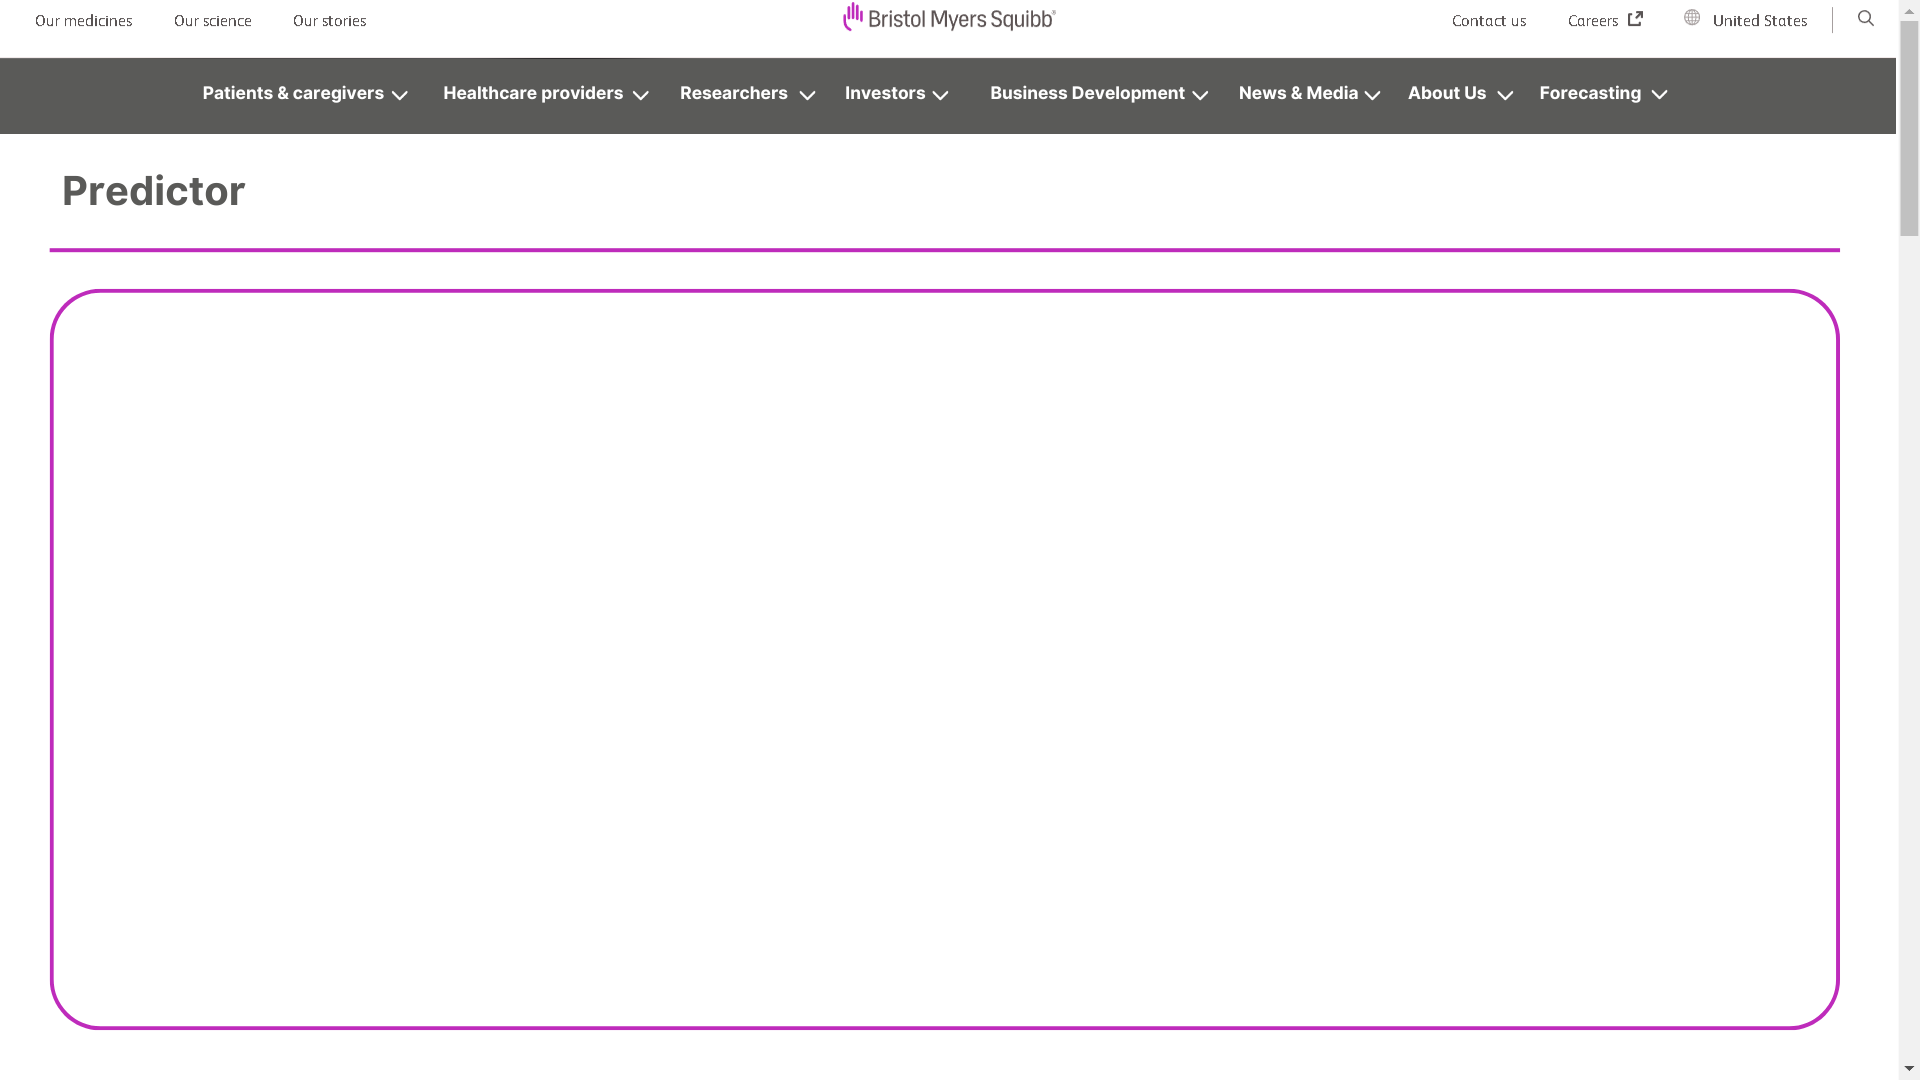 Our medicines Our science Our stories Bristol Myers Squibb® Contact us Careers United States
Patients & caregivers Healthcare providers Researchers Investors Business Development News & Media About Us Forecasting
Predictor